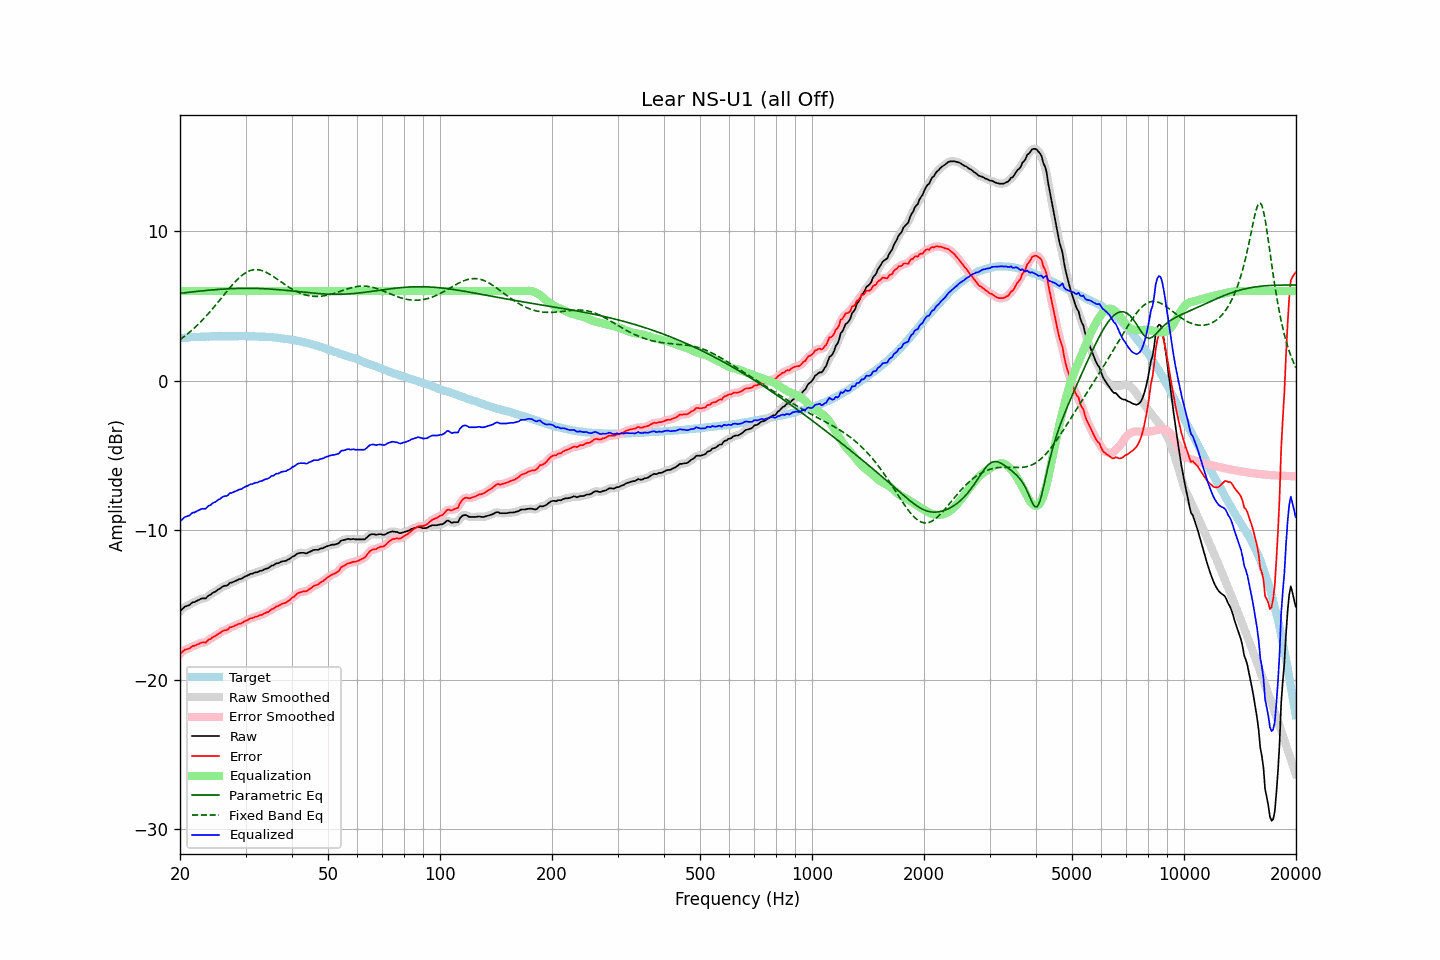 Lear NS-U1 (all Off)
Amplitude (dBr)
10
0
−10
−20
−30
Target
Raw Smoothed
Error Smoothed
Raw
Error
Equalization
Parametric Eq
Fixed Band Eq
Equalized
20 50 100 200 500 1000 2000 5000 10000 20000
Frequency (Hz)